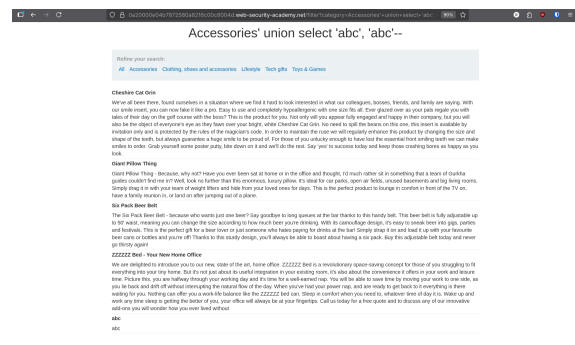 0a20000e04b7972580a8218c00c8004d.web-security-academy.net/filter?category=Accessories'+union+select+'abc'
90%
Accessories' union select 'abc', 'abc'--
Refine your search:
All Accessories Clothing, shoes and accessories Lifestyle Tech gifts Toys & Games
Cheshire Cat Grin
We've all been there, found ourselves in a situation where we find it hard to look interested in what our colleagues, bosses, friends, and family are saying. With
our smile insert, you can now fake it like a pro. Easy to use and completely hypoallergenic with one size fits all. Ever glazed over as your pals regale you with
tales of their day on the golf course with the boss? This is the product for you. Not only will you appear fully engaged and happy in their company, but you will
also be the object of everyone's eye as they fawn over your bright, white Cheshire Cat Grin. No need to spill the beans on this one, this insert is available by
invitation only and is protected by the rules of the magician's code. In order to maintain the ruse we will regularly enhance this product by changing the size and
shape of the teeth, but always guarantee a huge smile to be proud of. For those of you unlucky enough to have lost the essential front smiling teeth we can make
smiles to order. Grab yourself some poster putty, bite down on it and we'll do the rest. Say 'yes' to success today and keep those crashing bores as happy as you
look.
Giant Pillow Thing
Giant Pillow Thing - Because, why not? Have you ever been sat at home or in the office and thought, I'd much rather sit in something that a team of Gurkha
guides couldn't find me in? Well, look no further than this enormous, luxury pillow. It's ideal for car parks, open air fields, unused basements and big living rooms.
Simply drag it in with your team of weight lifters and hide from your loved ones for days. This is the perfect product to lounge in comfort in front of the TV on,
have a family reunion in, or land on after jumping out of a plane.
Six Pack Beer Belt
The Six Pack Beer Belt - because who wants just one beer? Say goodbye to long queues at the bar thanks to this handy belt. This beer belt is fully adjustable up
to 50' waist, meaning you can change the size according to how much beer you're drinking. With its camouflage design, it's easy to sneak beer into gigs, parties
and festivals. This is the perfect gift for a beer lover or just someone who hates paying for drinks at the bar! Simply strap it on and load it up with your favourite
beer cans or bottles and you're off! Thanks to this sturdy design, you'll always be able to boast about having a six pack. Buy this adjustable belt today and never
go thirsty again!
ZZZZZZ Bed - Your New Home Office
We are delighted to introduce you to our new, state of the art, home office. ZZZZZZ Bed is a revolutionary space-saving concept for those of you struggling to fit
everything into your tiny home. But it's not just about its useful integration in your existing room, it's also about the convenience it offers in your work and leisure
time. Picture this, you are halfway through your working day and it's time for a well-earned nap. You will be able to save time by moving your work to one side, as
you lie back and drift off without interrupting the natural flow of the day. When you've had your power nap, and are ready to get back to it everything is there
waiting for you. Nothing can offer you a work-life balance like the ZZZZZZ bed can. Sleep in comfort when you need to, whatever time of day it is. Wake up and
work any time sleep is getting the better of you, your office will always be at your fingertips. Call us today for a free quote and to discuss any of our innovative
add-ons you will wonder how you ever lived without
abc
abc